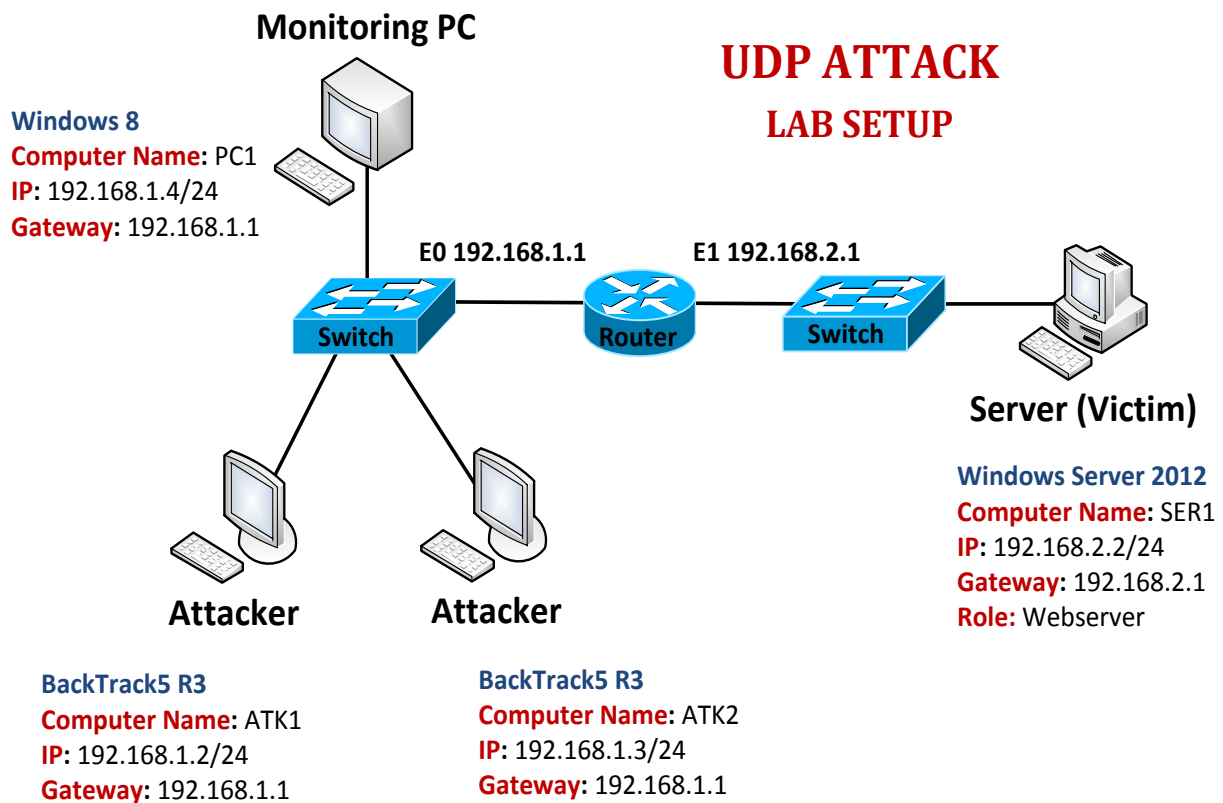 Monitoring PC
UDP ATTACK
LAB SETUP
Windows 8
Computer Name: PC1
IP: 192.168.1.4/24
Gateway: 192.168.1.1
E0 192.168.1.1
E1 192.168.2.1
Switch
Router
Switch
Server (Victim)
Windows Server 2012
Computer Name: SER1
IP: 192.168.2.2/24
Gateway: 192.168.2.1
Role: Webserver
Attacker
Attacker
BackTrack5 R3
Computer Name: ATK1
IP: 192.168.1.2/24
Gateway: 192.168.1.1
BackTrack5 R3
Computer Name: ATK2
IP: 192.168.1.3/24
Gateway: 192.168.1.1